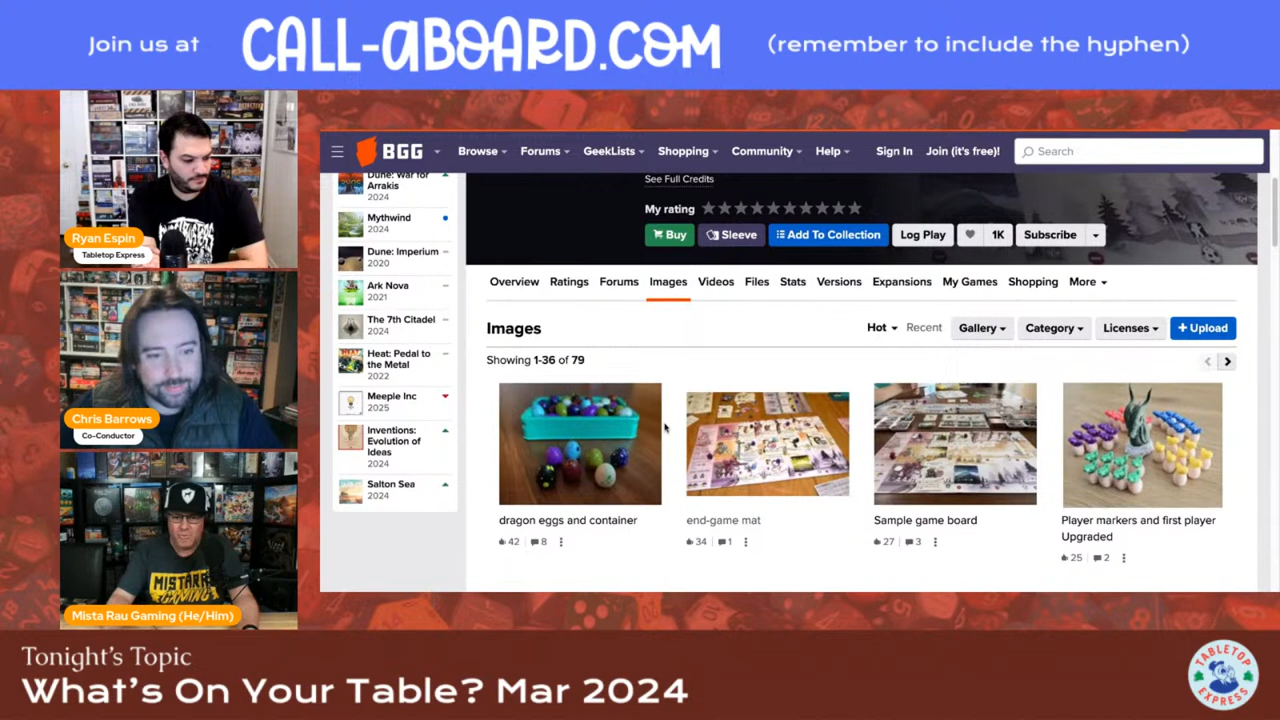 Join us at CALL-aBOARD.COM (remember to include the hyphen)
Ryan Espin
Tabletop Express
Chris Barrows
Co-Conductor
MISTA RAU
GAMING
Mista Rau Gaming (He/Him)
BGG Browse Forums GeekLists Shopping Community Help Sign In Join (it's free)! Search
Dune: War for
Arrakis
2024
Mythwind
2024
Dune: Imperium
2020
Ark Nova
2021
The 7th Citadel
2024
Heat: Pedal to
the Metal
2022
Meeple Inc
2025
Inventions:
Evolution of
Ideas
2024
Salton Sea
2024
See Full Credits
My rating
Buy Sleeve Add To Collection Log Play 1K Subscribe
Overview Ratings Forums Images Videos Files Stats Versions Expansions My Games Shopping More
Images Hot Recent Gallery Category Licenses + Upload
Showing 1-36 of 79
dragon eggs and container
42 8
end-game mat
34 1
Sample game board
27 3
Player markers and first player
Upgraded
25 2
Tonight's Topic
What's On Your Table? Mar 2024
TABLETOP
EXPRESS